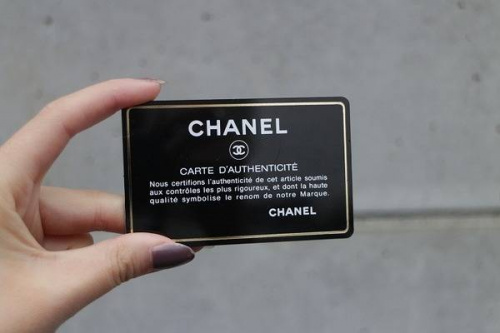 CHANEL
CARTE D'AUTHENTICITÉ
Nous certifions l'authenticité de cet article soumis
aux contrôles les plus rigoureux, et dont la haute
qualité symbolise le renom de notre Marque.
CHANEL